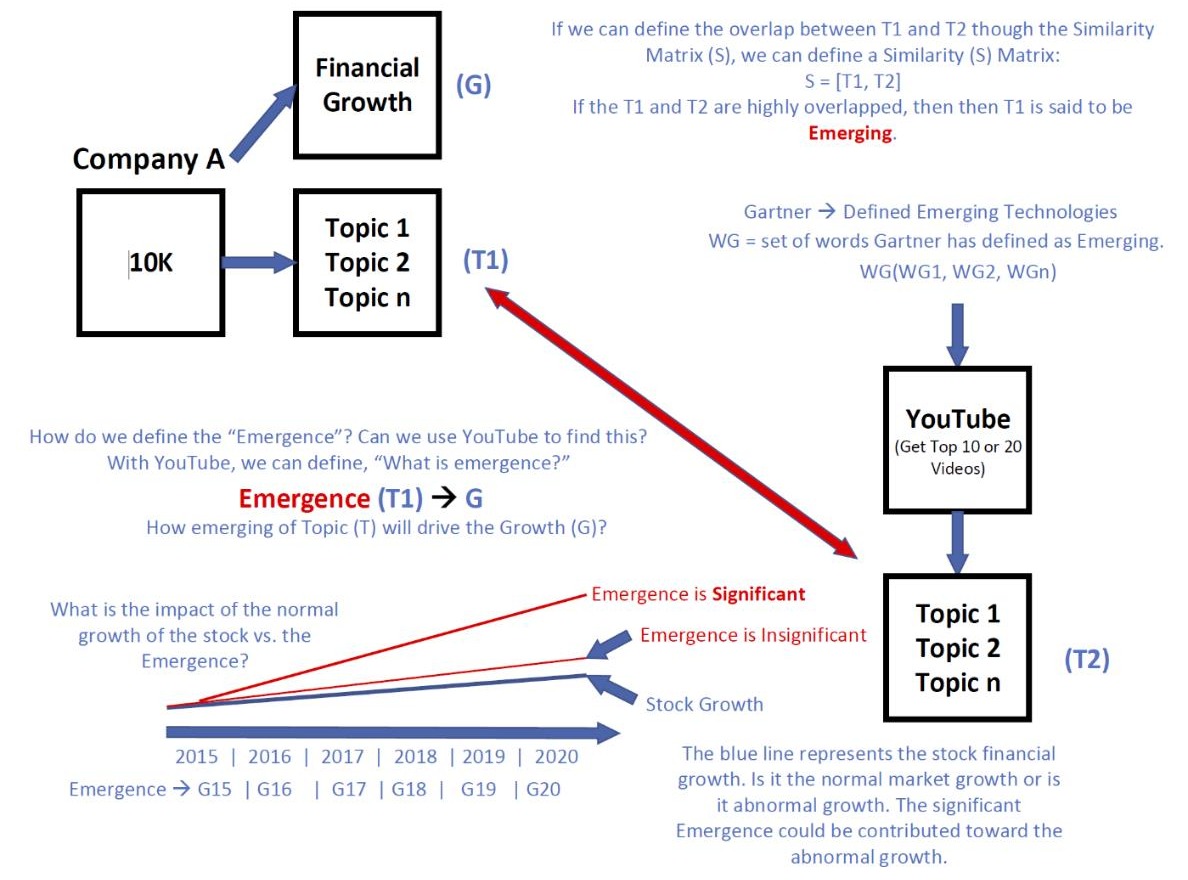 Financial
Growth
(G)
Company A
10K
Topic 1
Topic 2
Topic n
(T1)
If we can define the overlap between T1 and T2 though the Similarity
Matrix (S), we can define a Similarity (S) Matrix:
S = [T1, T2]
If the T1 and T2 are highly overlapped, then then T1 is said to be
Emerging.
Gartner → Defined Emerging Technologies
WG = set of words Gartner has defined as Emerging.
WG(WG1, WG2, WGn)
YouTube
(Get Top 10 or 20
Videos)
Topic 1
Topic 2
Topic n
(T2)
How do we define the “Emergence”? Can we use YouTube to find this?
With YouTube, we can define, “What is emergence?”
Emergence (T1) → G
How emerging of Topic (T) will drive the Growth (G)?
What is the impact of the normal
growth of the stock vs. the
Emergence?
Emergence is Significant
Emergence is Insignificant
Stock Growth
2015 | 2016 | 2017 | 2018 | 2019 | 2020
Emergence → G15 | G16 | G17 | G18 | G19 | G20
The blue line represents the stock financial
growth. Is it the normal market growth or is
it abnormal growth. The significant
Emergence could be contributed toward the
abnormal growth.